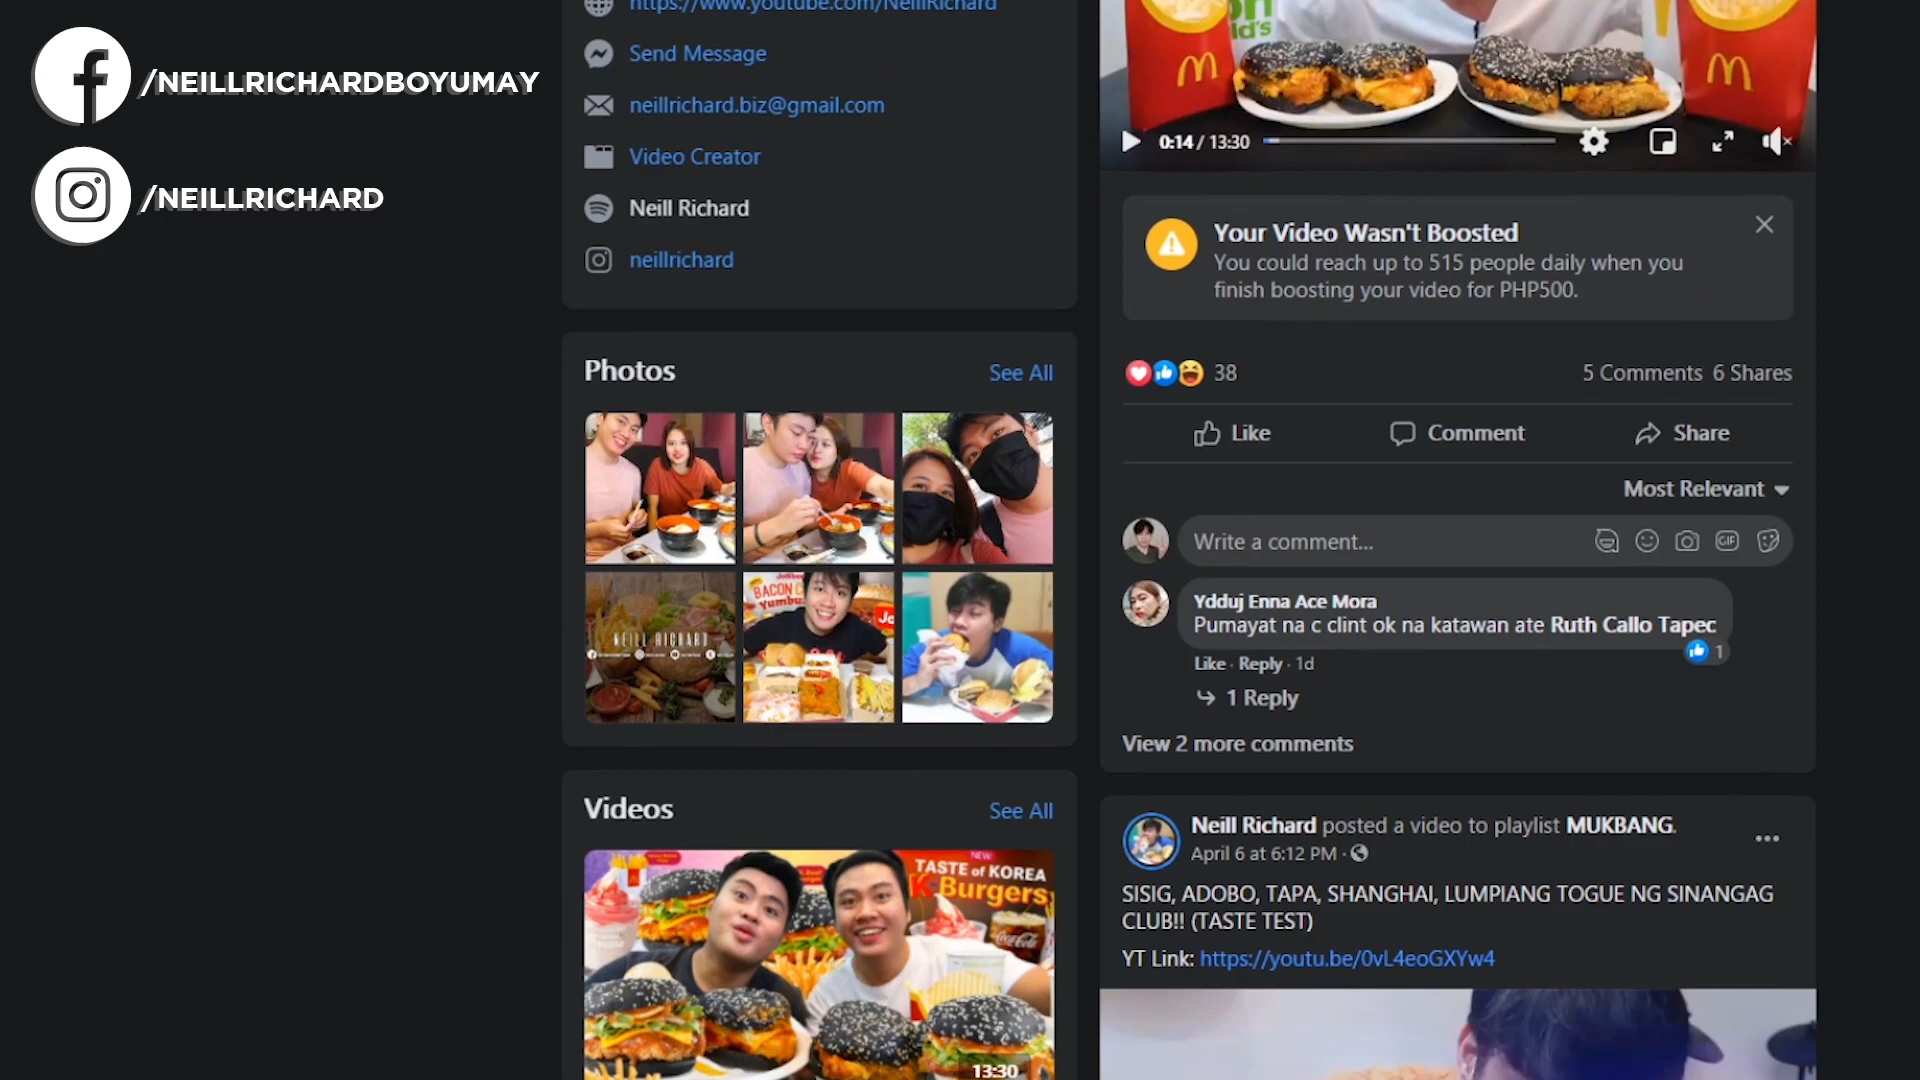 /NEILLRICHARDBOYUMAY
/NEILLRICHARD
https://www.youtube.com/NeillRichard
Send Message
neillrichard.biz@gmail.com
Video Creator
Neill Richard
neillrichard
Photos
See All
BACON
Yumbu
NEILL RICHARD
Videos
See All
NEW
TASTE of KOREA
K-Burgers
Coca-Cola
13:30
0:14 / 13:30
Your Video Wasn't Boosted
You could reach up to 515 people daily when you
finish boosting your video for PHP500.
38
5 Comments 6 Shares
Like
Comment
Share
Most Relevant
Write a comment...
GIF
Ydduj Enna Ace Mora
Pumayat na c clint ok na katawan ate Ruth Callo Tapec
1
Like · Reply · 1d
1 Reply
View 2 more comments
Neill Richard posted a video to playlist MUKBANG.
April 6 at 6:12 PM ·
SISIG, ADOBO, TAPA, SHANGHAI, LUMPIANG TOGUE NG SINANGAG
CLUB!! (TASTE TEST)
YT Link: https://youtu.be/0vL4eoGXYw4